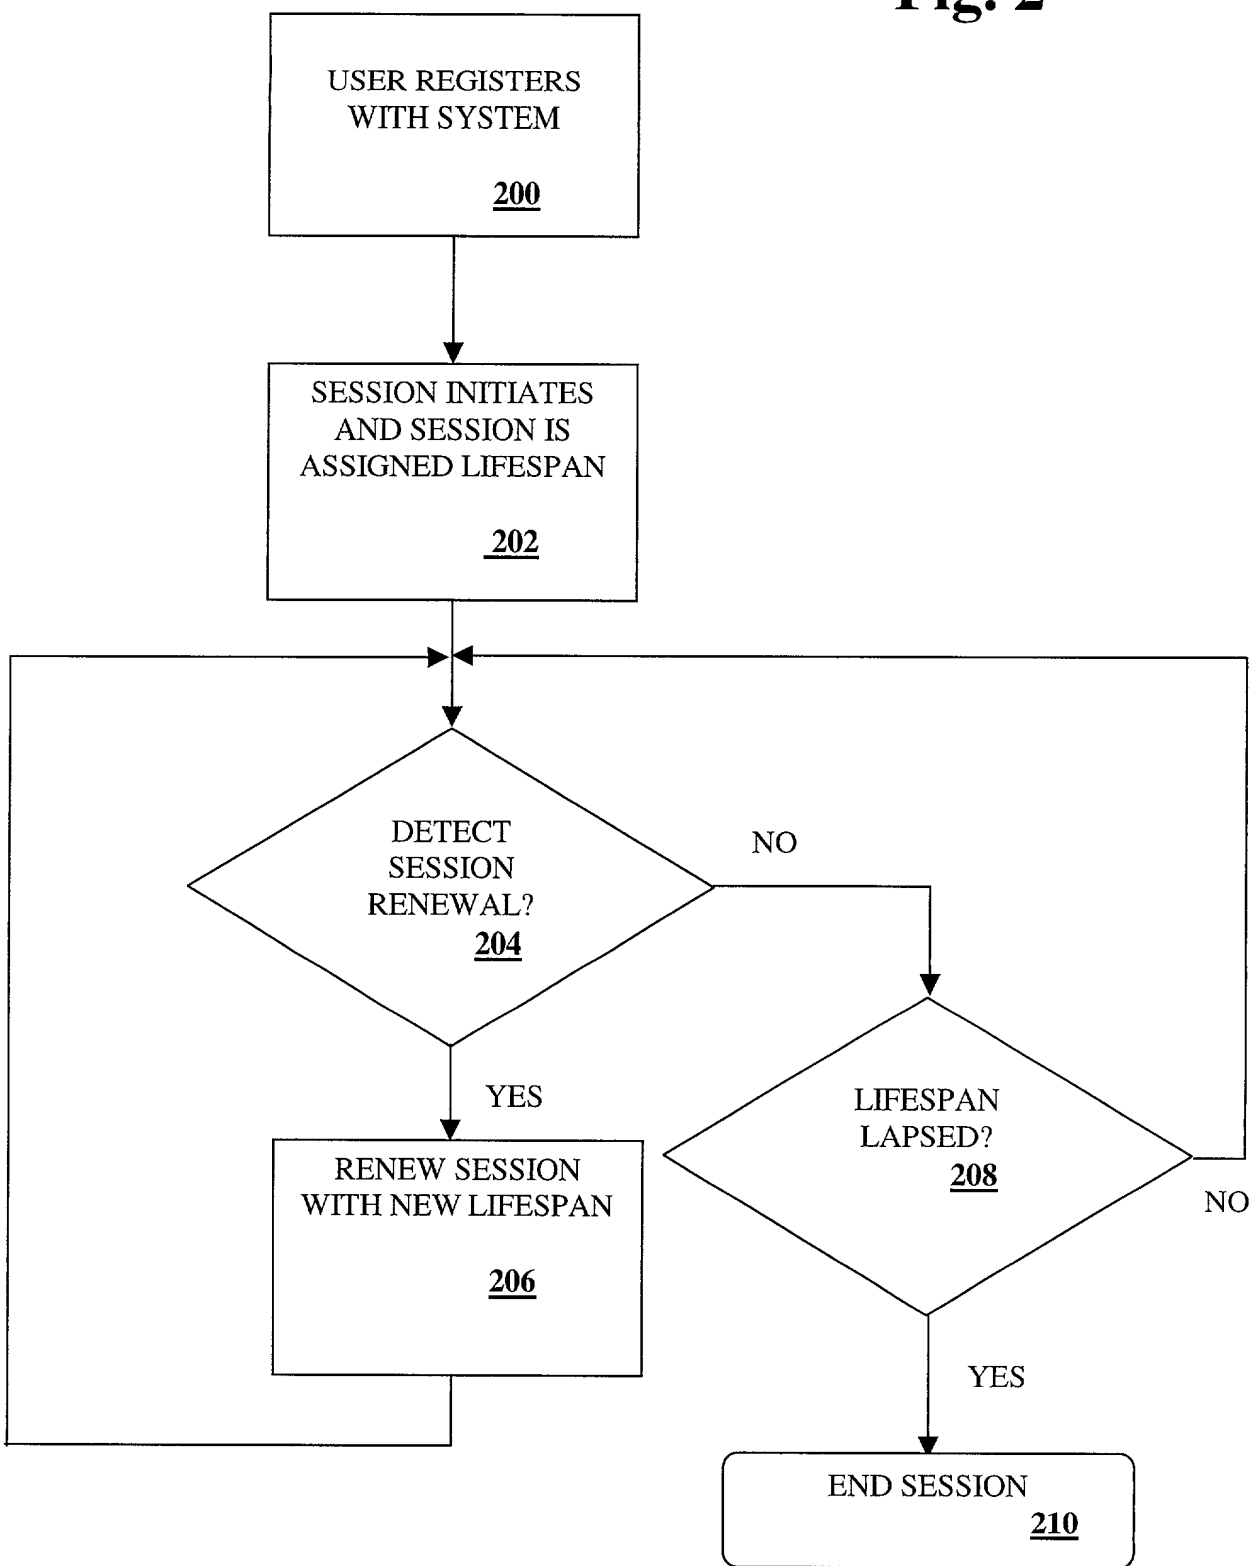 Fig. 2
USER REGISTERS
WITH SYSTEM
200
SESSION INITIATES
AND SESSION IS
ASSIGNED LIFESPAN
202
DETECT
SESSION
RENEWAL?
204
NO
YES
LIFESPAN
LAPSED?
208
NO
RENEW SESSION
WITH NEW LIFESPAN
206
YES
END SESSION
210